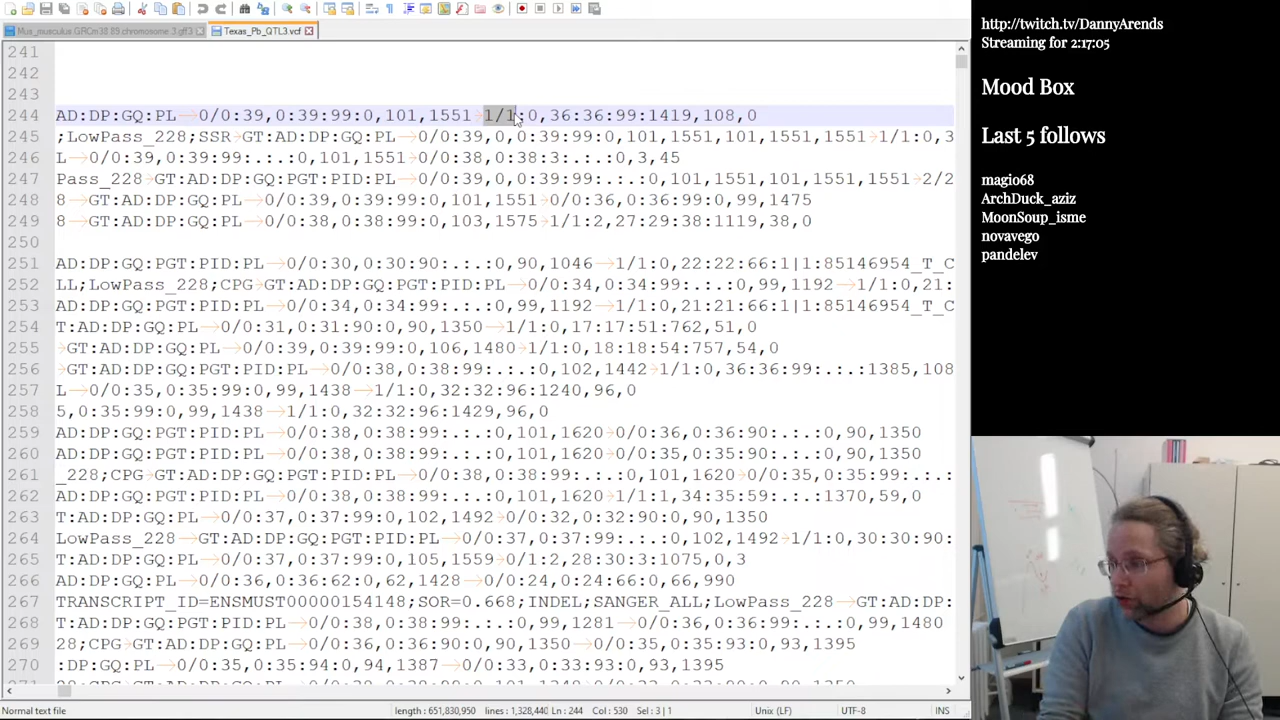 Mus_musculus GRCm38.89.chromosome.3.gff3
Texas_Pb_QTL3.vcf
241
242
243
244 AD:DP:GQ:PL→0/0:39,0:39:99:0,101,1551→1/1:0,36:36:99:1419,108,0
245 ;LowPass_228;SSR→GT:AD:DP:GQ:PL→0/0:39,0,0:39:99:0,101,1551,101,1551,1551→1/1:0,3
246 L→0/0:39,0:39:99:.:.:0,101,1551→0/0:38,0:38:3:.:.:0,3,45
247 Pass_228→GT:AD:DP:GQ:PGT:PID:PL→0/0:39,0,0:39:99:.:.:0,101,1551,101,1551,1551→2/2
248 8→GT:AD:DP:GQ:PL→0/0:39,0:39:99:0,101,1551→0/0:36,0:36:99:0,99,1475
249 8→GT:AD:DP:GQ:PL→0/0:38,0:38:99:0,103,1575→1/1:2,27:29:38:1119,38,0
250
251 AD:DP:GQ:PGT:PID:PL→0/0:30,0:30:90:.:.:0,90,1046→1/1:0,22:22:66:1|1:85146954_T_C
252 LL;LowPass_228;CPG→GT:AD:DP:GQ:PGT:PID:PL→0/0:34,0:34:99:.:.:0,99,1192→1/1:0,21:
253 AD:DP:GQ:PGT:PID:PL→0/0:34,0:34:99:.:.:0,99,1192→1/1:0,21:21:66:1|1:85146954_T_C
254 T:AD:DP:GQ:PL→0/0:31,0:31:90:0,90,1350→1/1:0,17:17:51:762,51,0
255 →GT:AD:DP:GQ:PL→0/0:39,0:39:99:0,106,1480→1/1:0,18:18:54:757,54,0
256 →GT:AD:DP:GQ:PGT:PID:PL→0/0:38,0:38:99:.:.:0,102,1442→1/1:0,36:36:99:.:.:1385,108
257 L→0/0:35,0:35:99:0,99,1438→1/1:0,32:32:96:1240,96,0
258 5,0:35:99:0,99,1438→1/1:0,32:32:96:1429,96,0
259 AD:DP:GQ:PGT:PID:PL→0/0:38,0:38:99:.:.:0,101,1620→0/0:36,0:36:90:.:.:0,90,1350
260 AD:DP:GQ:PGT:PID:PL→0/0:38,0:38:99:.:.:0,101,1620→0/0:35,0:35:90:.:.:0,90,1350
261 _228;CPG→GT:AD:DP:GQ:PGT:PID:PL→0/0:38,0:38:99:.:.:0,101,1620→0/0:35,0:35:99:.:.:
262 AD:DP:GQ:PGT:PID:PL→0/0:38,0:38:99:.:.:0,101,1620→1/1:1,34:35:59:.:.:1370,59,0
263 T:AD:DP:GQ:PL→0/0:37,0:37:99:0,102,1492→0/0:32,0:32:90:0,90,1350
264 LowPass_228→GT:AD:DP:GQ:PGT:PID:PL→0/0:37,0:37:99:.:.:0,102,1492→1/1:0,30:30:90:
265 T:AD:DP:GQ:PL→0/0:37,0:37:99:0,105,1559→0/1:2,28:30:3:1075,0,3
266 AD:DP:GQ:PL→0/0:36,0:36:62:0,62,1428→0/0:24,0:24:66:0,66,990
267 TRANSCRIPT_ID=ENSMUST00000154148;SOR=0.668;INDEL;SANGER_ALL;LowPass_228→GT:AD:DP:
268 AD:DP:GQ:PGT:PID:PL→0/0:38,0:38:99:.:.:0,99,1281→0/0:36,0:36:99:.:.:0,99,1480
269 28;CPG→GT:AD:DP:GQ:PL→0/0:36,0:36:90:0,90,1350→0/0:35,0:35:93:0,93,1395
270 :DP:GQ:PL→0/0:35,0:35:94:0,94,1387→0/0:33,0:33:93:0,93,1395
Normal text file length : 651,830,950 lines : 1,328,440 Ln : 244 Col : 530 Sel : 3 | 1 Unix (LF) UTF-8 INS
http://twitch.tv/DannyArends
Streaming for 2:17:05
Mood Box
Last 5 follows
magio68
ArchDuck_aziz
MoonSoup_isme
novavego
pandelev